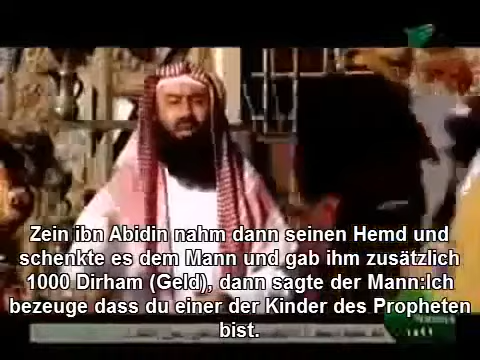 Zein ibn Abidin nahm dann seinen Hemd und
schenkte es dem Mann und gab ihm zusätzlich
1000 Dirham (Geld), dann sagte der Mann:Ich
bezeuge dass du einer der Kinder des Propheten
bist.